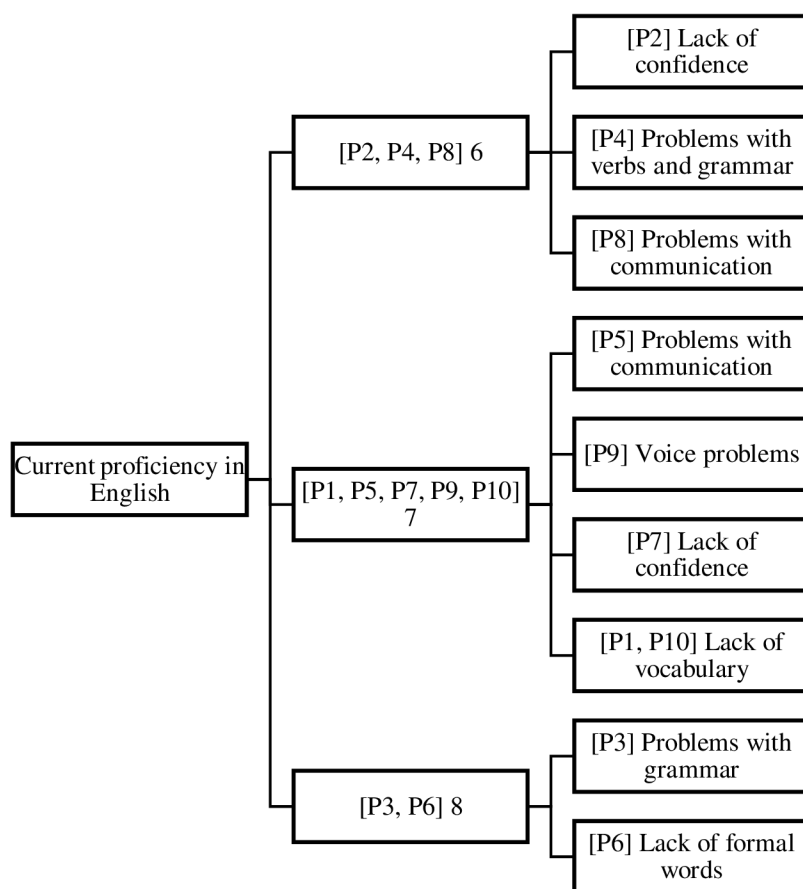 [P2] Lack of
confidence
[P2, P4, P8] 6
[P4] Problems with
verbs and grammar
[P8] Problems with
communication
[P5] Problems with
communication
Current proficiency in
English
[P1, P5, P7, P9, P10]
7
[P9] Voice problems
[P7] Lack of
confidence
[P1, P10] Lack of
vocabulary
[P3, P6] 8
[P3] Problems with
grammar
[P6] Lack of formal
words